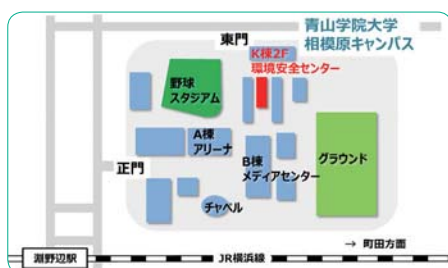 青山学院大学
相模原キャンパス
東門
K棟2F
環境安全センター
野球
スタジアム
A棟
アリーナ
正門
B棟
メディアセンター
グラウンド
チャペル
→ 町田方面
淵野辺駅
JR横浜線